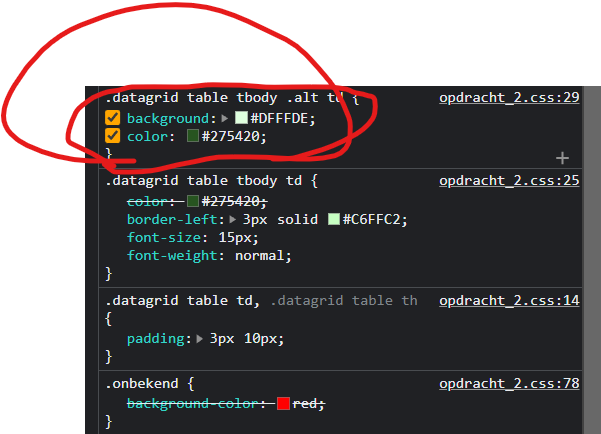 .datagrid table tbody .alt td { opdracht_2.css:29
background: #DFFFDE;
color: #275420;
}
.datagrid table tbody td { opdracht_2.css:25
color: #275420;
border-left: 3px solid #C6FFC2;
font-size: 15px;
font-weight: normal;
}
.datagrid table td, .datagrid table th opdracht_2.css:14
{
padding: 3px 10px;
}
.onbekend { opdracht_2.css:78
background-color: red;
}